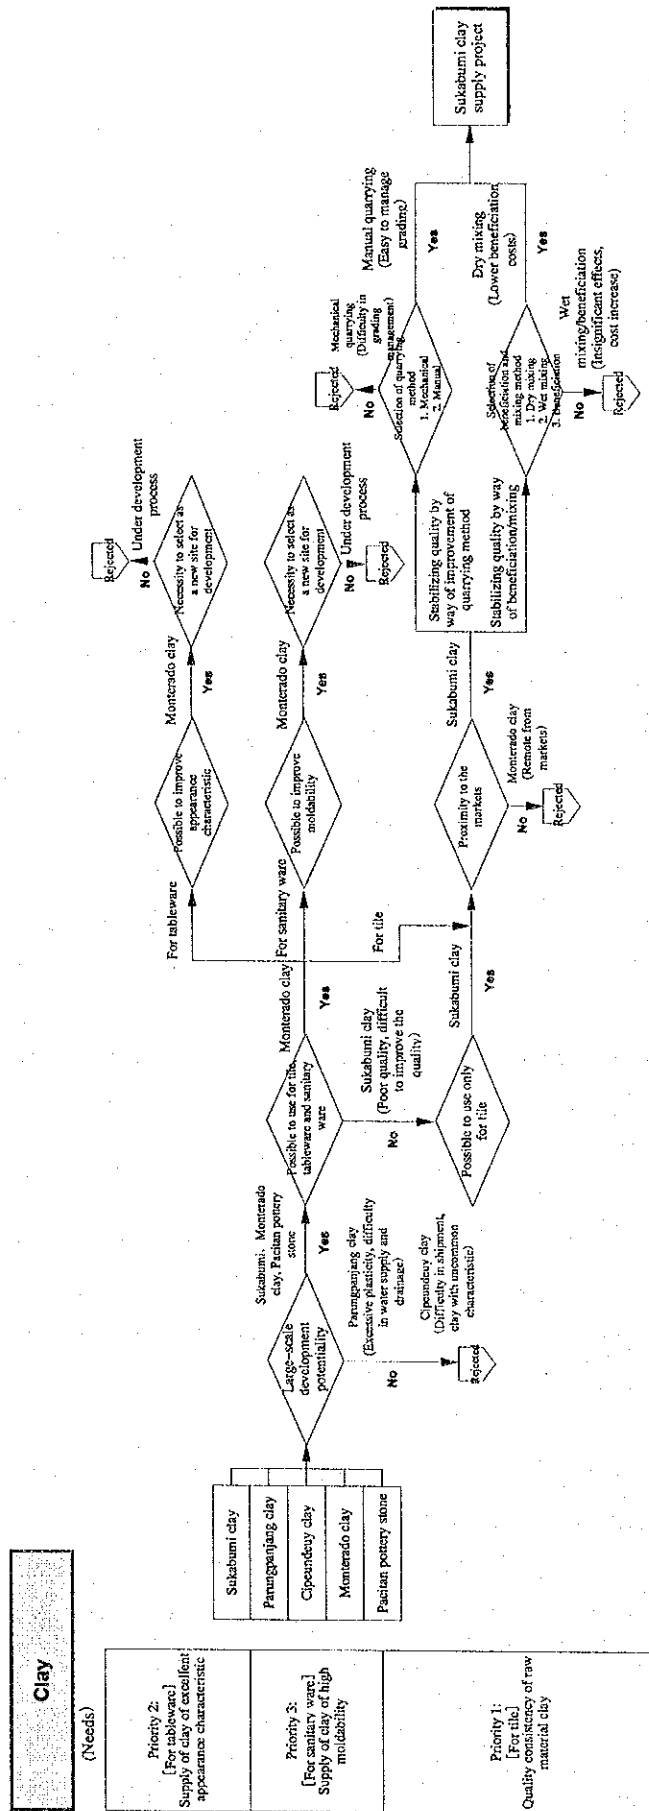 Clay
(Needs)
Priority 2:
[For tableware]
Supply of clay of excellent
appearance characteristic
Priority 3:
[For sanitary ware]
Supply of clay of high
moldability
Priority 1:
[For tile]
Quality consistency of raw
material clay
Sukabumi clay
Parungpanjang clay
Cipeundeuy clay
Monterado clay
Pacitan pottery stone
Large-scale
development
potentiality
Sukabumi, Monterado
clay, Pacitan pottery
stone
Yes
No
Parungpanjang clay
(Excessive plasticity, difficulty
in water supply and
drainage)
Cipeundeuy clay
(Difficulty in shipment,
clay with uncommon
characteristic)
Rejected
Possible to use for tile,
tableware and sanitary
ware
Monterado clay
Yes
No
Sukabumi clay
(Poor quality, difficult
to improve the
quality)
Possible to use only
for tile
Sukabumi clay
Yes
For tableware
For sanitary ware
For tile
Possible to improve
appearance
characteristic
Monterado clay
Yes
Necessity to select as
a new site for
development
No
Under development
process
Rejected
Possible to improve
moldability
Monterado clay
Yes
Necessity to select as
a new site for
development
No
Under development
process
Rejected
Proximity to the
markets
No
Monterado clay
(Remote from
markets)
Rejected
Sukabumi clay
Yes
Stabilizing quality by
way of improvement of
quarrying method
Stabilizing quality by way
of beneficiation/mixing
Selection of quarrying
method
1. Mechanical
2. Manual
No
Rejected
Mechanical
quarrying
(Difficulty in
grading
management)
Manual quarrying
(Easy to manage
grading)
Yes
Selection of
beneficiation and
mixing method
1. Dry mixing
2. Wet mixing
3. Beneficiation
No
Rejected
Wet
mixing/beneficiation
(Insignificant effects,
cost increase)
Dry mixing
(Lower beneficiation
costs)
Yes
Sukabumi clay
supply project